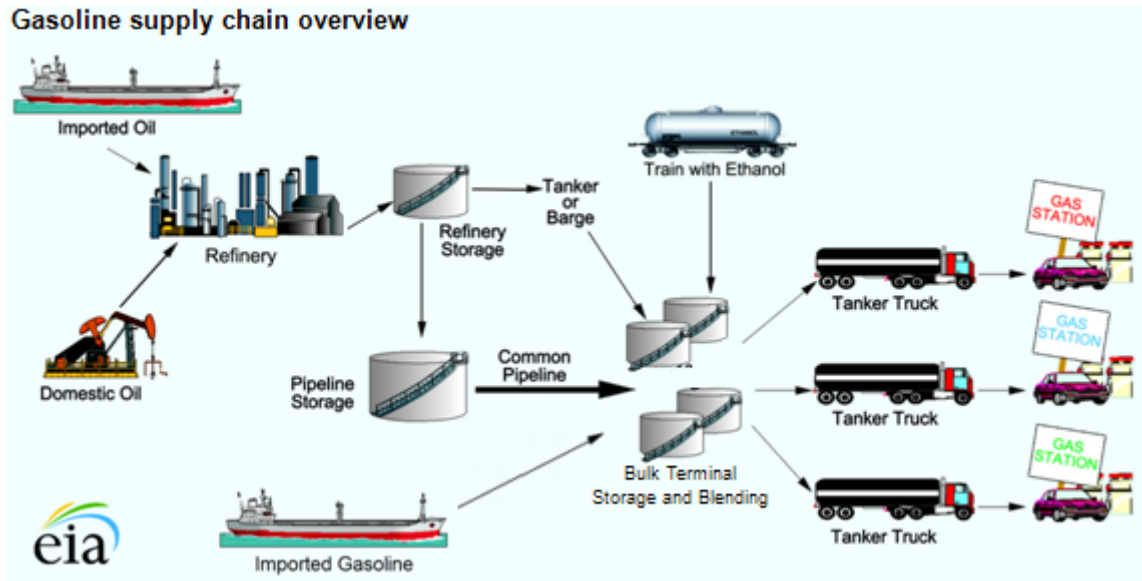 Gasoline supply chain overview
Imported Oil
ETHANOL
Train with Ethanol
Refinery
Refinery
Storage
Tanker
or
Barge
GAS
STATION
Tanker Truck
Domestic Oil
Pipeline
Storage
Common
Pipeline
GAS
STATION
Tanker Truck
Bulk Terminal
Storage and Blending
GAS
STATION
Tanker Truck
Imported Gasoline
eia